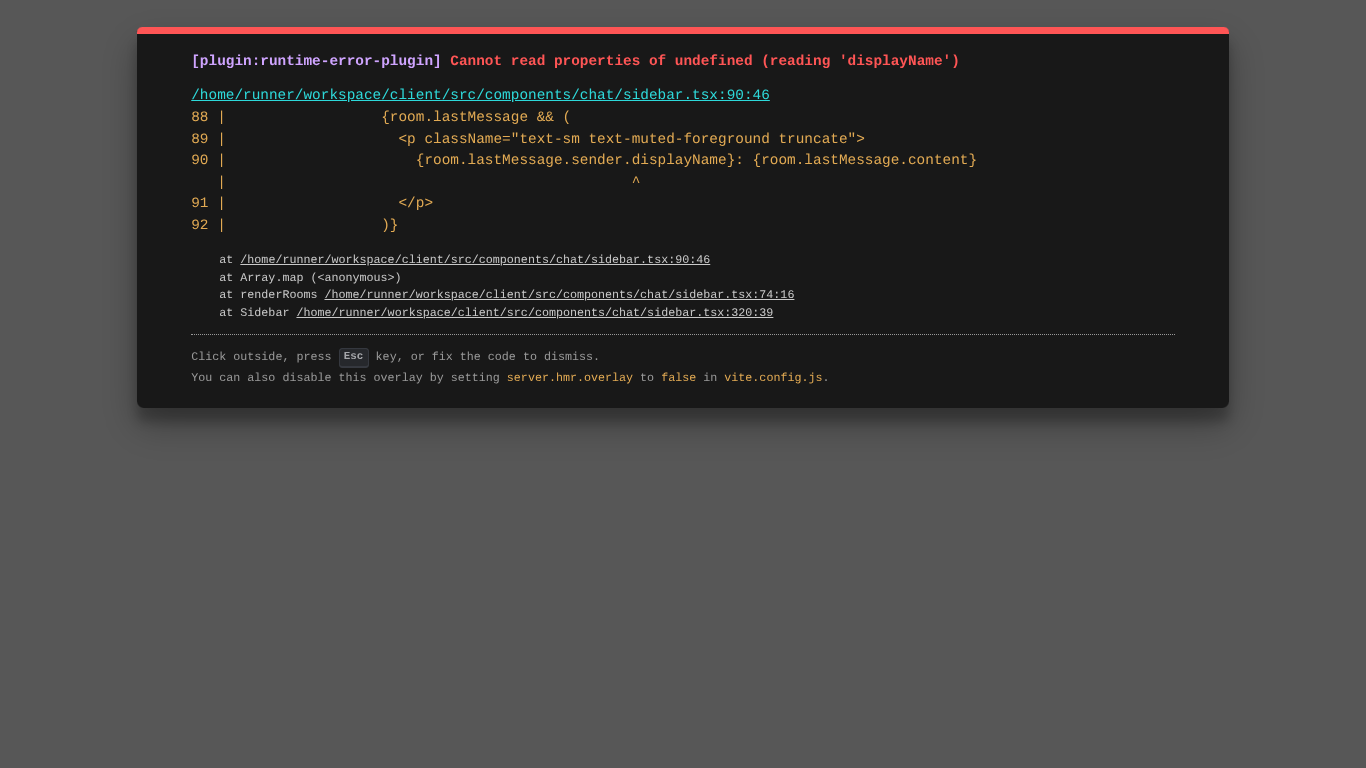 [plugin:runtime-error-plugin] Cannot read properties of undefined (reading 'displayName')
/home/runner/workspace/client/src/components/chat/sidebar.tsx:90:46
88 |                  {room.lastMessage && (
89 |                    <p className="text-sm text-muted-foreground truncate">
90 |                      {room.lastMessage.sender.displayName}: {room.lastMessage.content}
   |                                               ^
91 |                    </p>
92 |                  )}
at /home/runner/workspace/client/src/components/chat/sidebar.tsx:90:46
at Array.map (<anonymous>)
at renderRooms /home/runner/workspace/client/src/components/chat/sidebar.tsx:74:16
at Sidebar /home/runner/workspace/client/src/components/chat/sidebar.tsx:320:39
Click outside, press Esc key, or fix the code to dismiss.
You can also disable this overlay by setting server.hmr.overlay to false in vite.config.js.